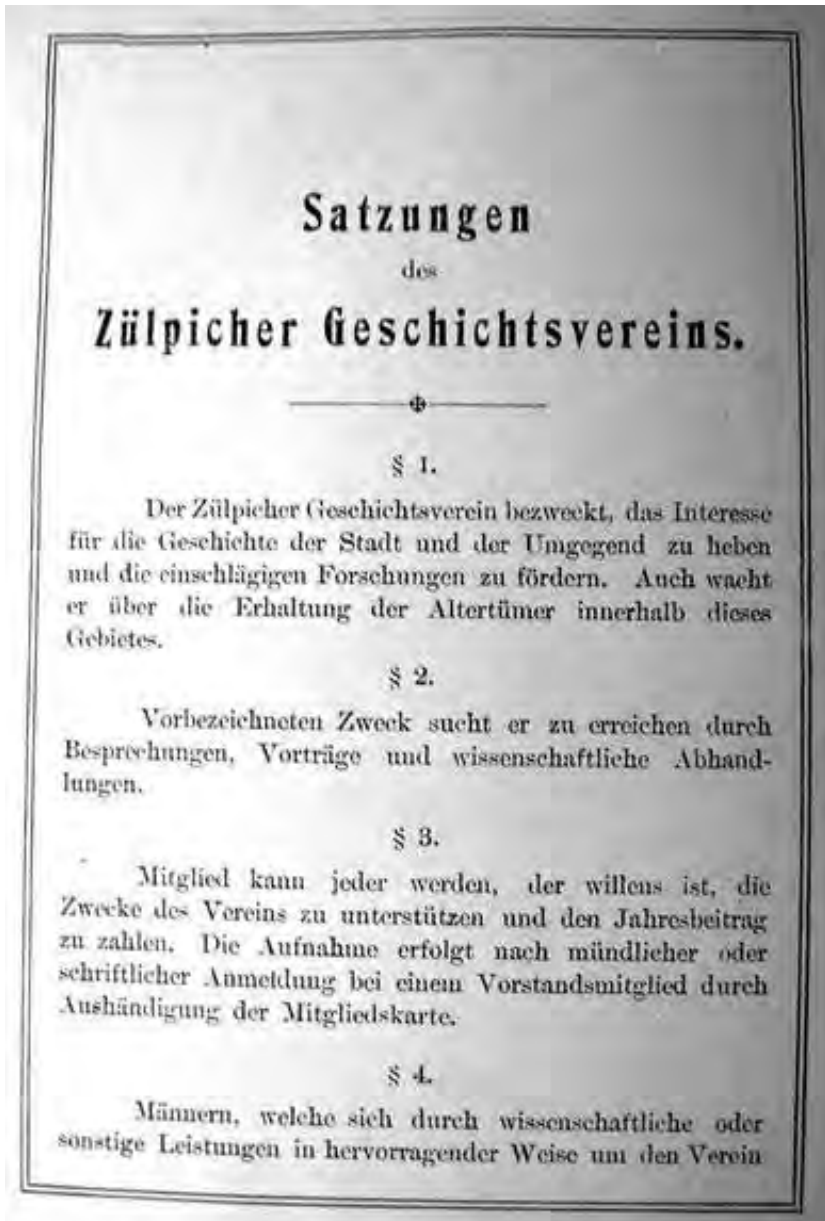 Satzungen
des
Zülpicher Geschichtsvereins.
§ 1.
Der Zülpicher Geschichtsverein bezweckt, das Interesse
für die Geschichte der Stadt und der Umgegend zu heben
und die einschlägigen Forschungen zu fördern. Auch wacht
er über die Erhaltung der Altertümer innerhalb dieses
Gebietes.
§ 2.
Vorbezeichneten Zweck sucht er zu erreichen durch
Besprechungen, Vorträge und wissenschaftliche Abhand-
lungen.
§ 3.
Mitglied kann jeder werden, der willens ist, die
Zwecke des Vereins zu unterstützen und den Jahresbeitrag
zu zahlen. Die Aufnahme erfolgt nach mündlicher oder
schriftlicher Anmeldung bei einem Vorstandsmitglied durch
Aushändigung der Mitgliedskarte.
§ 4.
Männern, welche sich durch wissenschaftliche oder
sonstige Leistungen in hervorragender Weise um den Verein